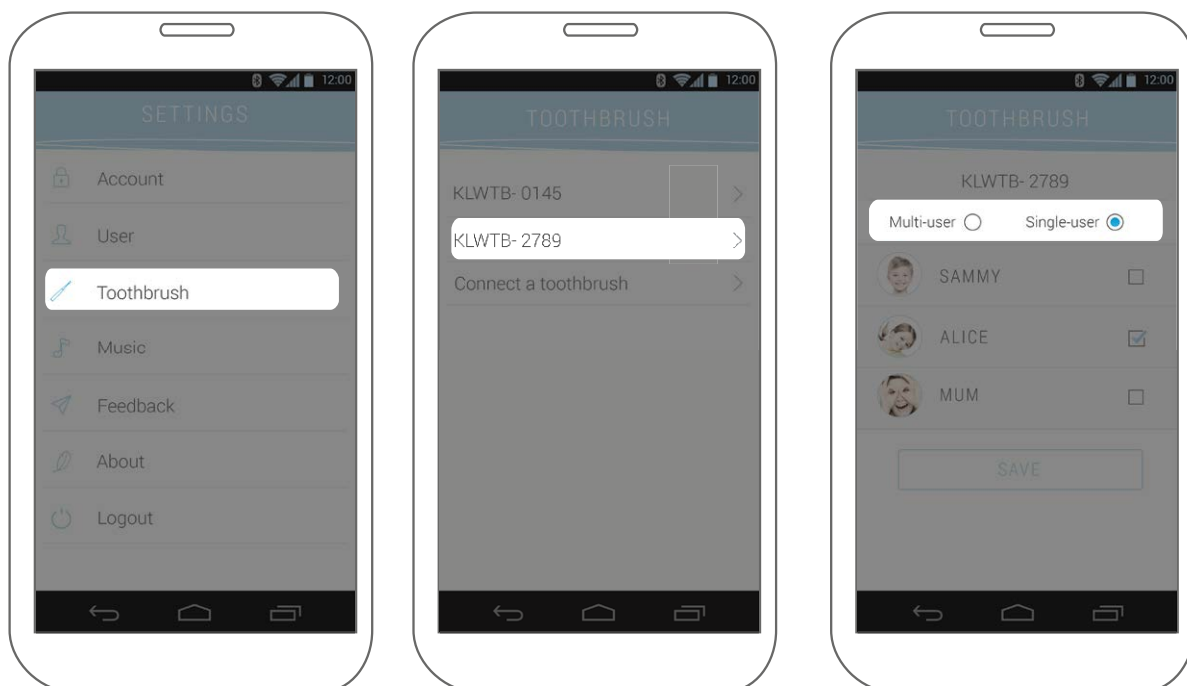 12:00
SETTINGS
Account
User
Toothbrush
Music
Feedback
About
Logout
12:00
TOOTHBRUSH
KLWTB- 0145
KLWTB- 2789
Connect a toothbrush
12:00
TOOTHBRUSH
KLWTB- 2789
Multi-user Single-user
SAMMY
ALICE
MUM
SAVE